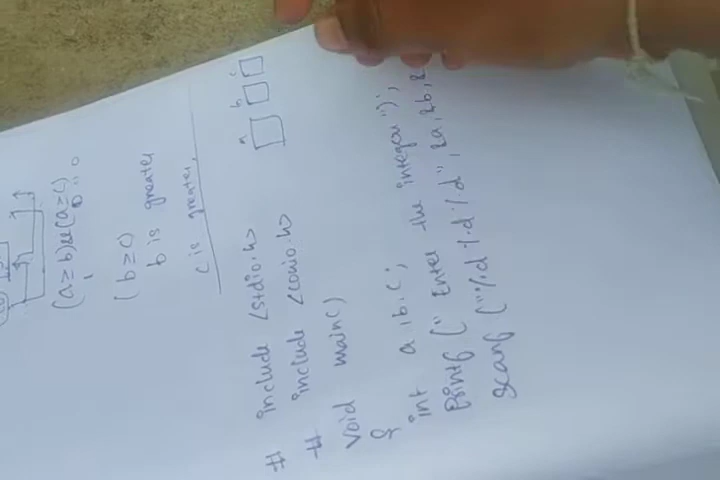 (a≥b)&&(a≥c)
(b≥c)
b is greater
c is greater,
a b c
# include <stdio.h>
# include <conio.h>
void main()
{
int a,b,c;
printf (" Enter the integer");
scanf ("%d%d%d", &a,&b,&